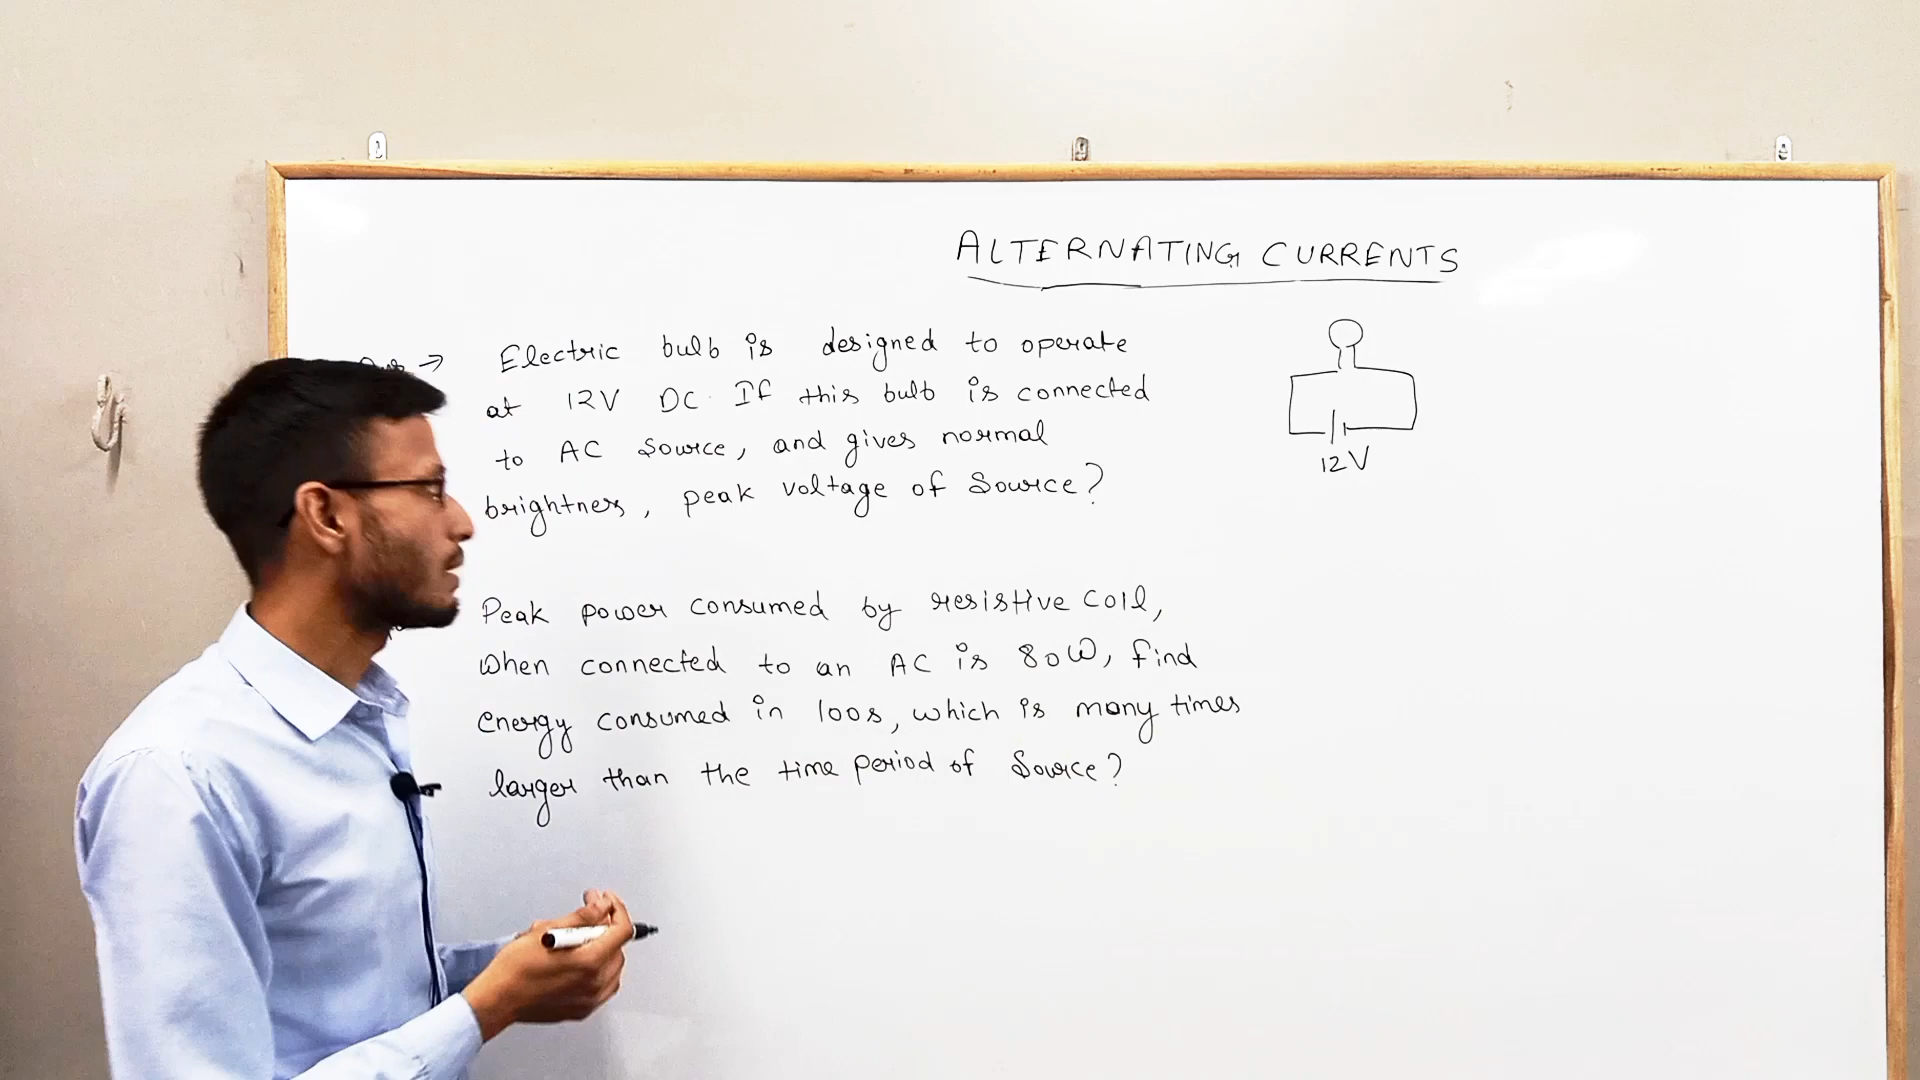 ALTERNATING CURRENTS
→ Electric bulb is designed to operate
at 12V DC. If this bulb is connected
to AC Source, and gives normal
brightness, peak voltage of Source?
12V
Peak power consumed by resistive coil,
When connected to an AC is 80W, find
energy consumed in 100s, which is many times
larger than the time period of Source?